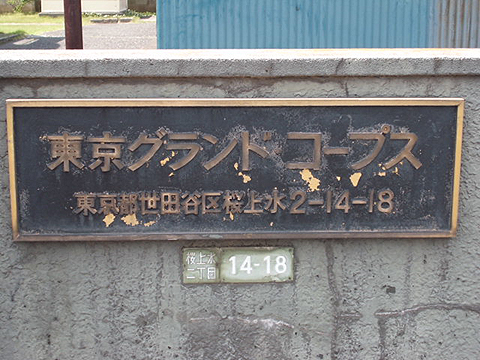 東京グランドコープス
東京都世田谷区桜上水2-14-18
桜上水
二丁目
14-18